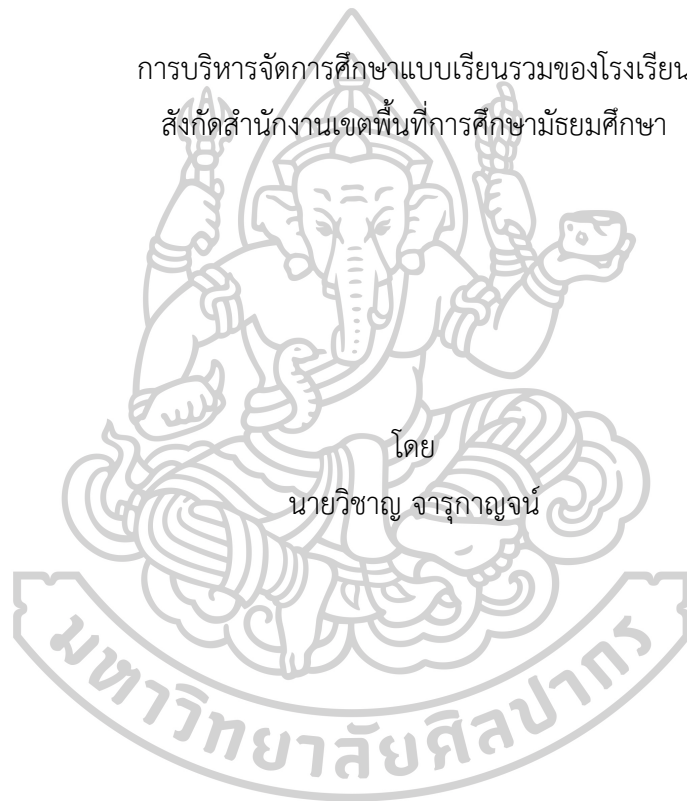 การบริหารจัดการศึกษาแบบเรียนรวมของโรงเรียน
สังกัดสำนักงานเขตพื้นที่การศึกษามัธยมศึกษา
โดย
นายวิชาญ จารุกาญจน์
มหาวิทยาลัยศิลปากร